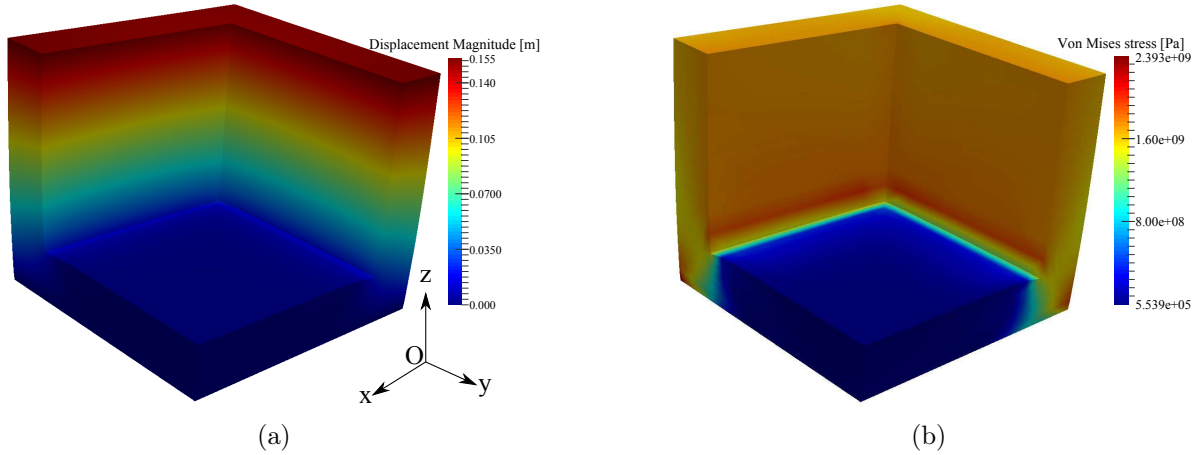 Displacement Magnitude [m]
0.155
0.140
0.105
0.0700
0.0350
0.000
z
O
x
y
(a)
Von Mises stress [Pa]
2.393e+09
1.60e+09
8.00e+08
5.539e+05
(b)